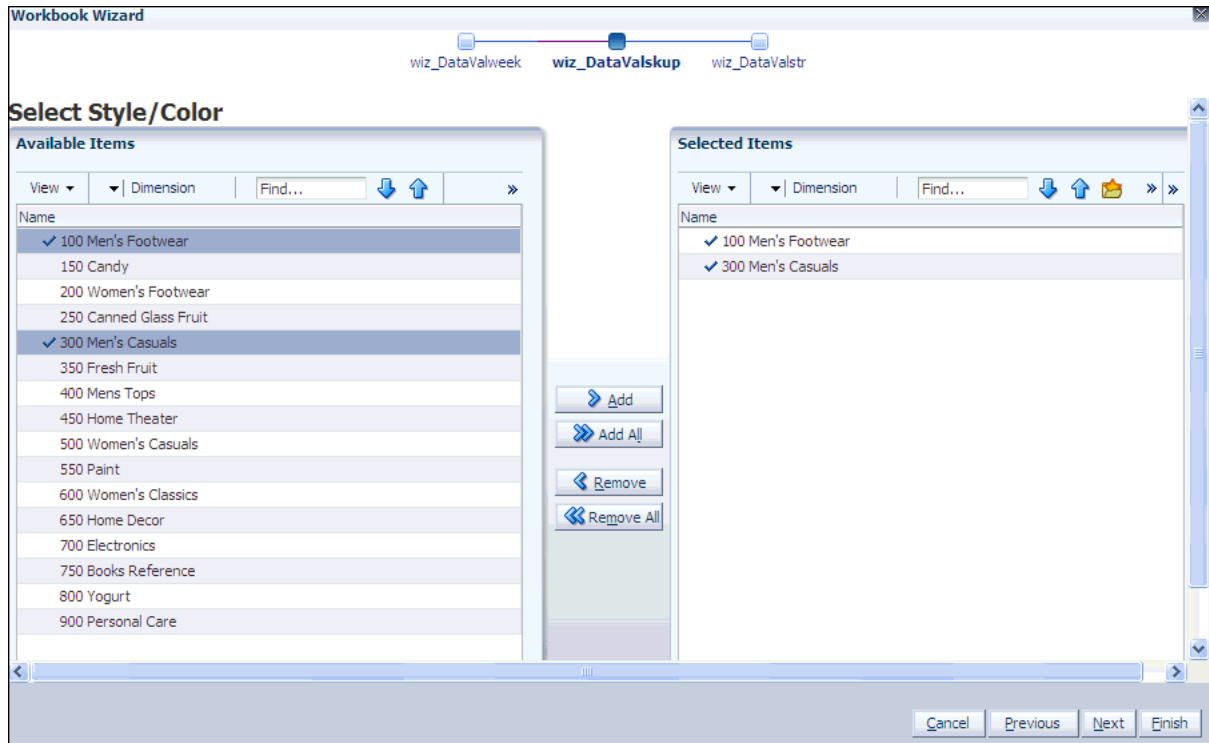 Workbook Wizard
wiz_DataValweek wiz_DataValskup wiz_DataValstr
Select Style/Color
Available Items
View Dimension Find... »
Name
100 Men's Footwear
150 Candy
200 Women's Footwear
250 Canned Glass Fruit
300 Men's Casuals
350 Fresh Fruit
400 Mens Tops
450 Home Theater
500 Women's Casuals
550 Paint
600 Women's Classics
650 Home Decor
700 Electronics
750 Books Reference
800 Yogurt
900 Personal Care
Add
Add All
Remove
Remove All
Selected Items
View Dimension Find... » »
Name
100 Men's Footwear
300 Men's Casuals
Cancel Previous Next Finish